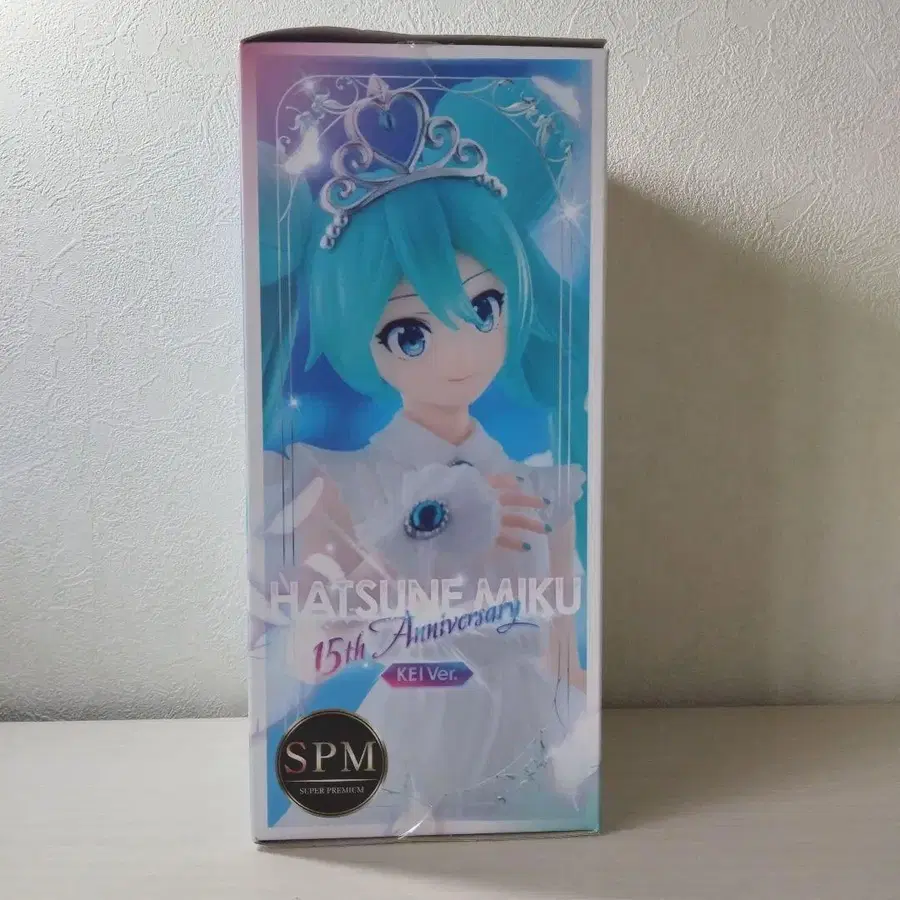 HATSUNE MIKU
15th Anniversary
KEI Ver.
SPM
SUPER PREMIUM